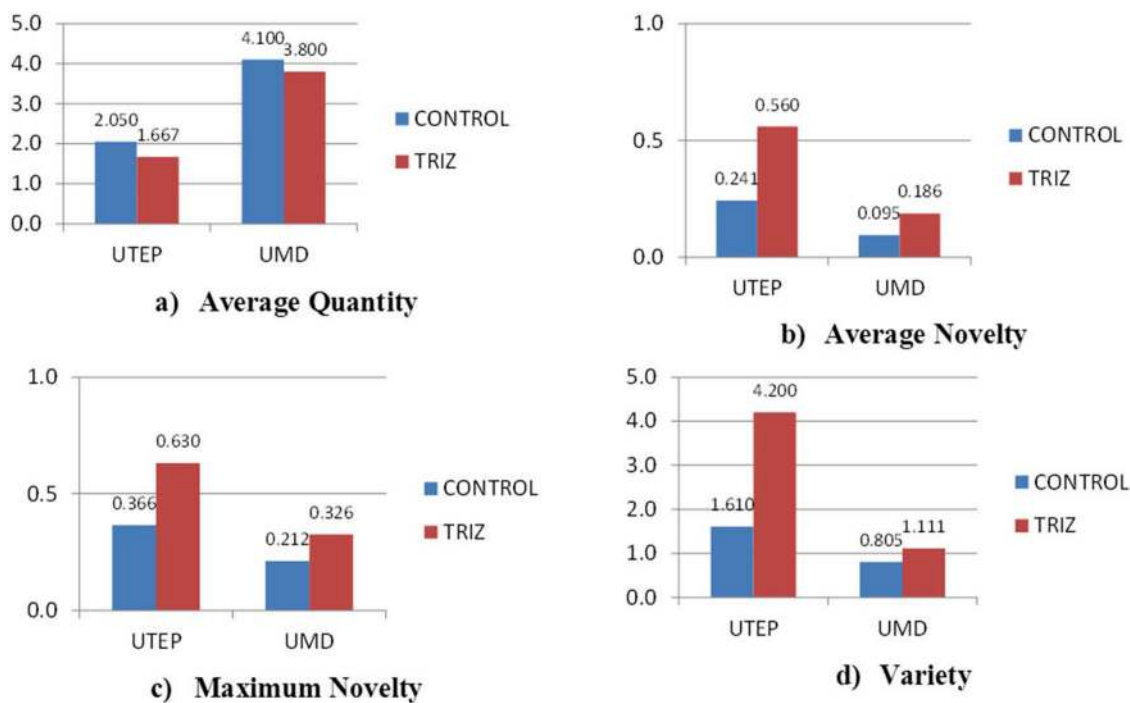 5.0
4.0
3.0
2.0
1.0
0.0
2.050
1.667
4.100
3.800
UTEP
UMD
CONTROL
TRIZ
a) Average Quantity
1.0
0.5
0.0
0.241
0.560
0.095
0.186
UTEP
UMD
CONTROL
TRIZ
b) Average Novelty
1.0
0.5
0.0
0.366
0.630
0.212
0.326
UTEP
UMD
CONTROL
TRIZ
c) Maximum Novelty
5.0
4.0
3.0
2.0
1.0
0.0
1.610
4.200
0.805
1.111
UTEP
UMD
CONTROL
TRIZ
d) Variety